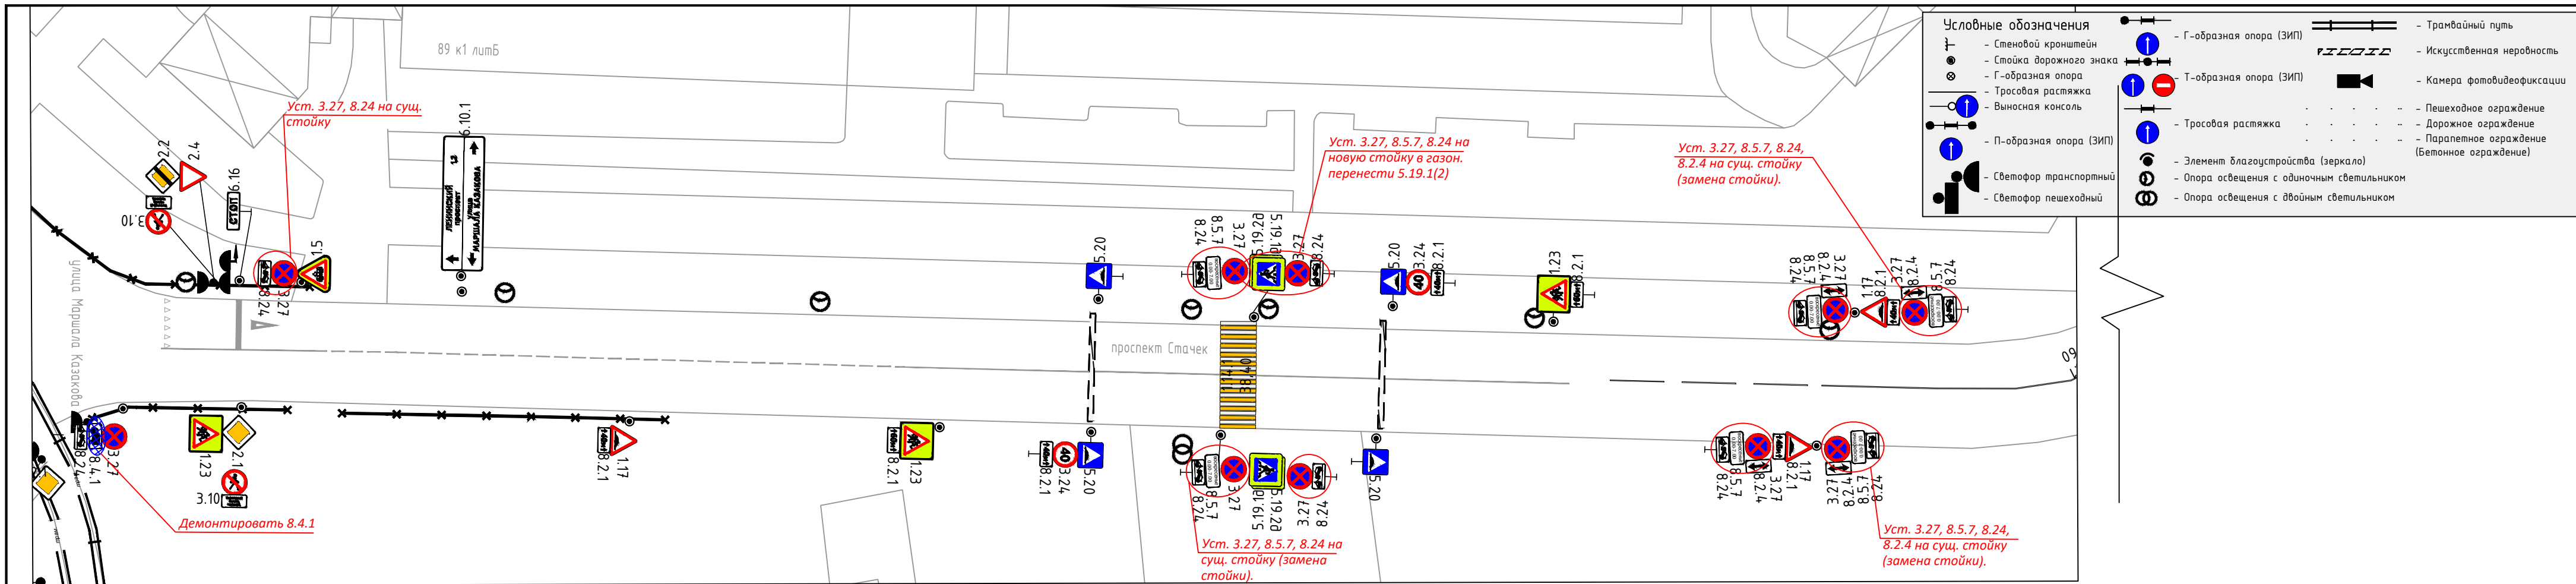 89 к1 литБ
Уст. 3.27, 8.24 на сущ.
стойку
2.2
2.4
3.10
СТОП
6.16
8.24
3.27
1.5
6.10.1
ЛЕНИНСКИЙ
проспект
1,3
улица
МАРШАЛА КАЗАКОВА
улица Маршала Казакова
проспект Стачек
5.20
8.24
8.5.7
3.27
3.27
8.24
Уст. 3.27, 8.5.7, 8.24 на
новую стойку в газон.
перенести 5.19.1(2)
5.20
3.24
8.2.1
40
1.23
8.2.1
Уст. 3.27, 8.5.7, 8.24,
8.2.4 на сущ. стойку
(замена стойки).
8.24
8.5.7
8.2.4
3.27
1.17
8.2.1
3.27
8.2.4
8.5.7
8.24
1.14.1
8.24
8.4.1
3.27
1.23
2.1
3.10
Демонтировать 8.4.1
8.2.1
1.17
8.2.1
1.23
8.2.1
3.24
5.20
40
8.24
8.5.7
3.27
5.19.2д
3.27
8.24
Уст. 3.27, 8.5.7, 8.24 на
сущ. стойку (замена
стойки).
5.20
8.24
8.5.7
8.2.4
3.27
8.2.1
1.17
3.27
8.2.4
8.5.7
8.24
Уст. 3.27, 8.5.7, 8.24,
8.2.4 на сущ. стойку
(замена стойки).
Условные обозначения
– Стеновой кронштейн
– Стойка дорожного знака
– Г-образная опора
– Тросовая растяжка
– Выносная консоль
– П-образная опора (ЗИП)
– Светофор транспортный
– Светофор пешеходный
– Г-образная опора (ЗИП)
– Т-образная опора (ЗИП)
– Тросовая растяжка
– Элемент благоустройства (зеркало)
– Опора освещения с одиночным светильником
– Опора освещения с двойным светильником
– Трамвайный путь
– Искусственная неровность
– Камера фотовидеофиксации
– Пешеходное ограждение
– Дорожное ограждение
– Парапетное ограждение
(Бетонное ограждение)